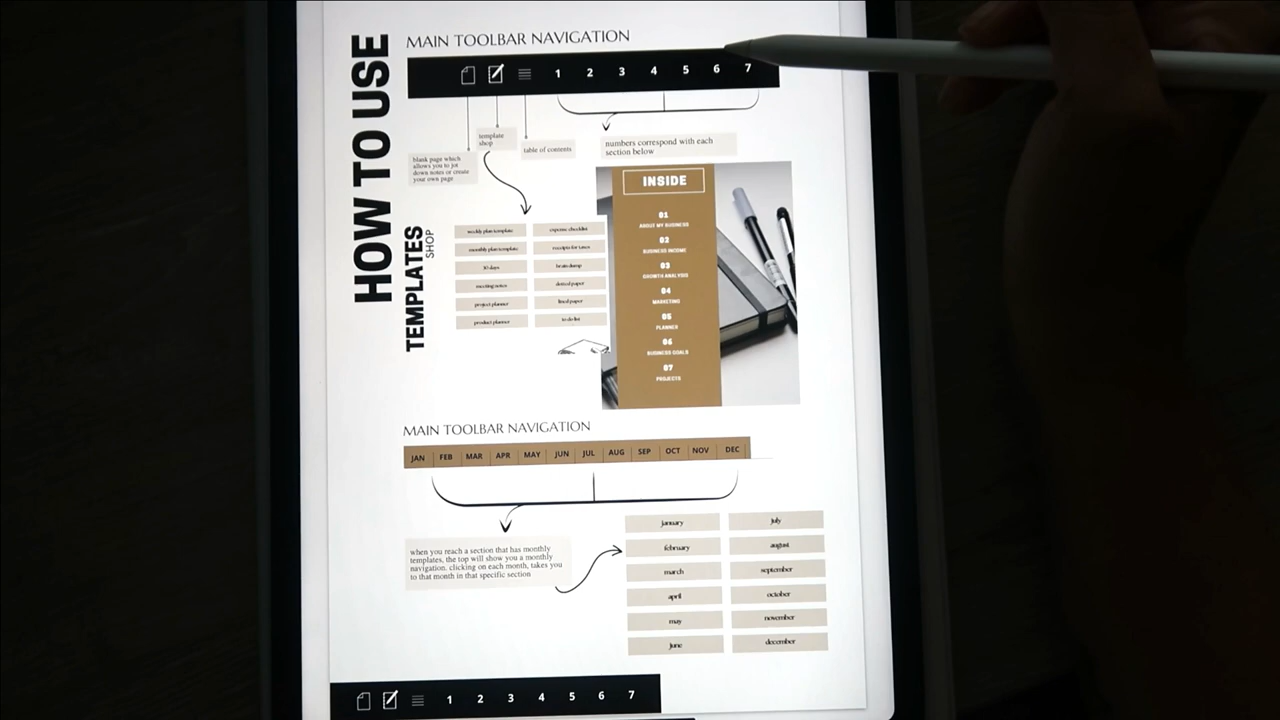 HOW TO USE
MAIN TOOLBAR NAVIGATION
1 2 3 4 5 6 7
blank page which
allows you to jot
down notes or create
your own page
template
shop
table of contents
numbers correspond with each
section below
TEMPLATES
SHOP
weekly plan template
monthly plan template
30 days
meeting notes
project planner
product planner
expense checklist
receipts for taxes
brain dump
dotted paper
lined paper
to do list
INSIDE
01
ABOUT MY BUSINESS
02
BUSINESS INCOME
03
GROWTH ANALYSIS
04
MARKETING
05
PLANNER
06
BUSINESS GOALS
07
PROJECTS
MAIN TOOLBAR NAVIGATION
JAN FEB MAR APR MAY JUN JUL AUG SEP OCT NOV DEC
when you reach a section that has monthly
templates, the top will show you a monthly
navigation. clicking on each month, takes you
to that month in that specific section
january
february
march
april
may
june
july
august
september
october
november
december
1 2 3 4 5 6 7